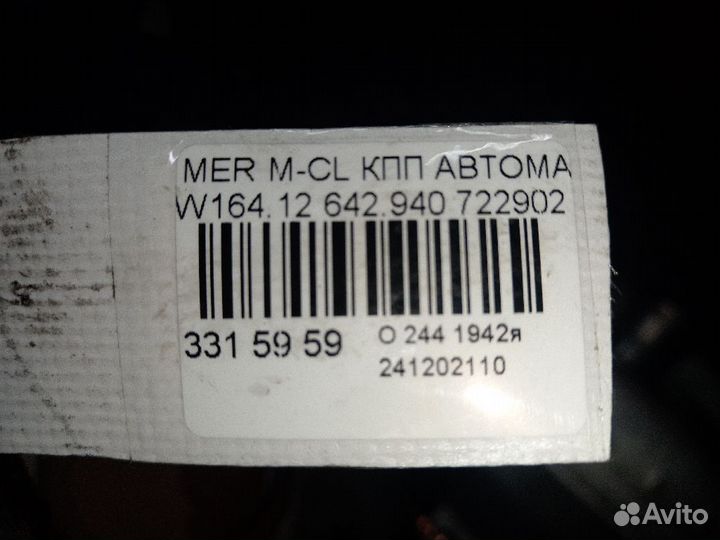 MER M-CL КПП АВТОМА
W164.12 642.940 722902
331 59 59
О 244 1942я
241202110
Avito